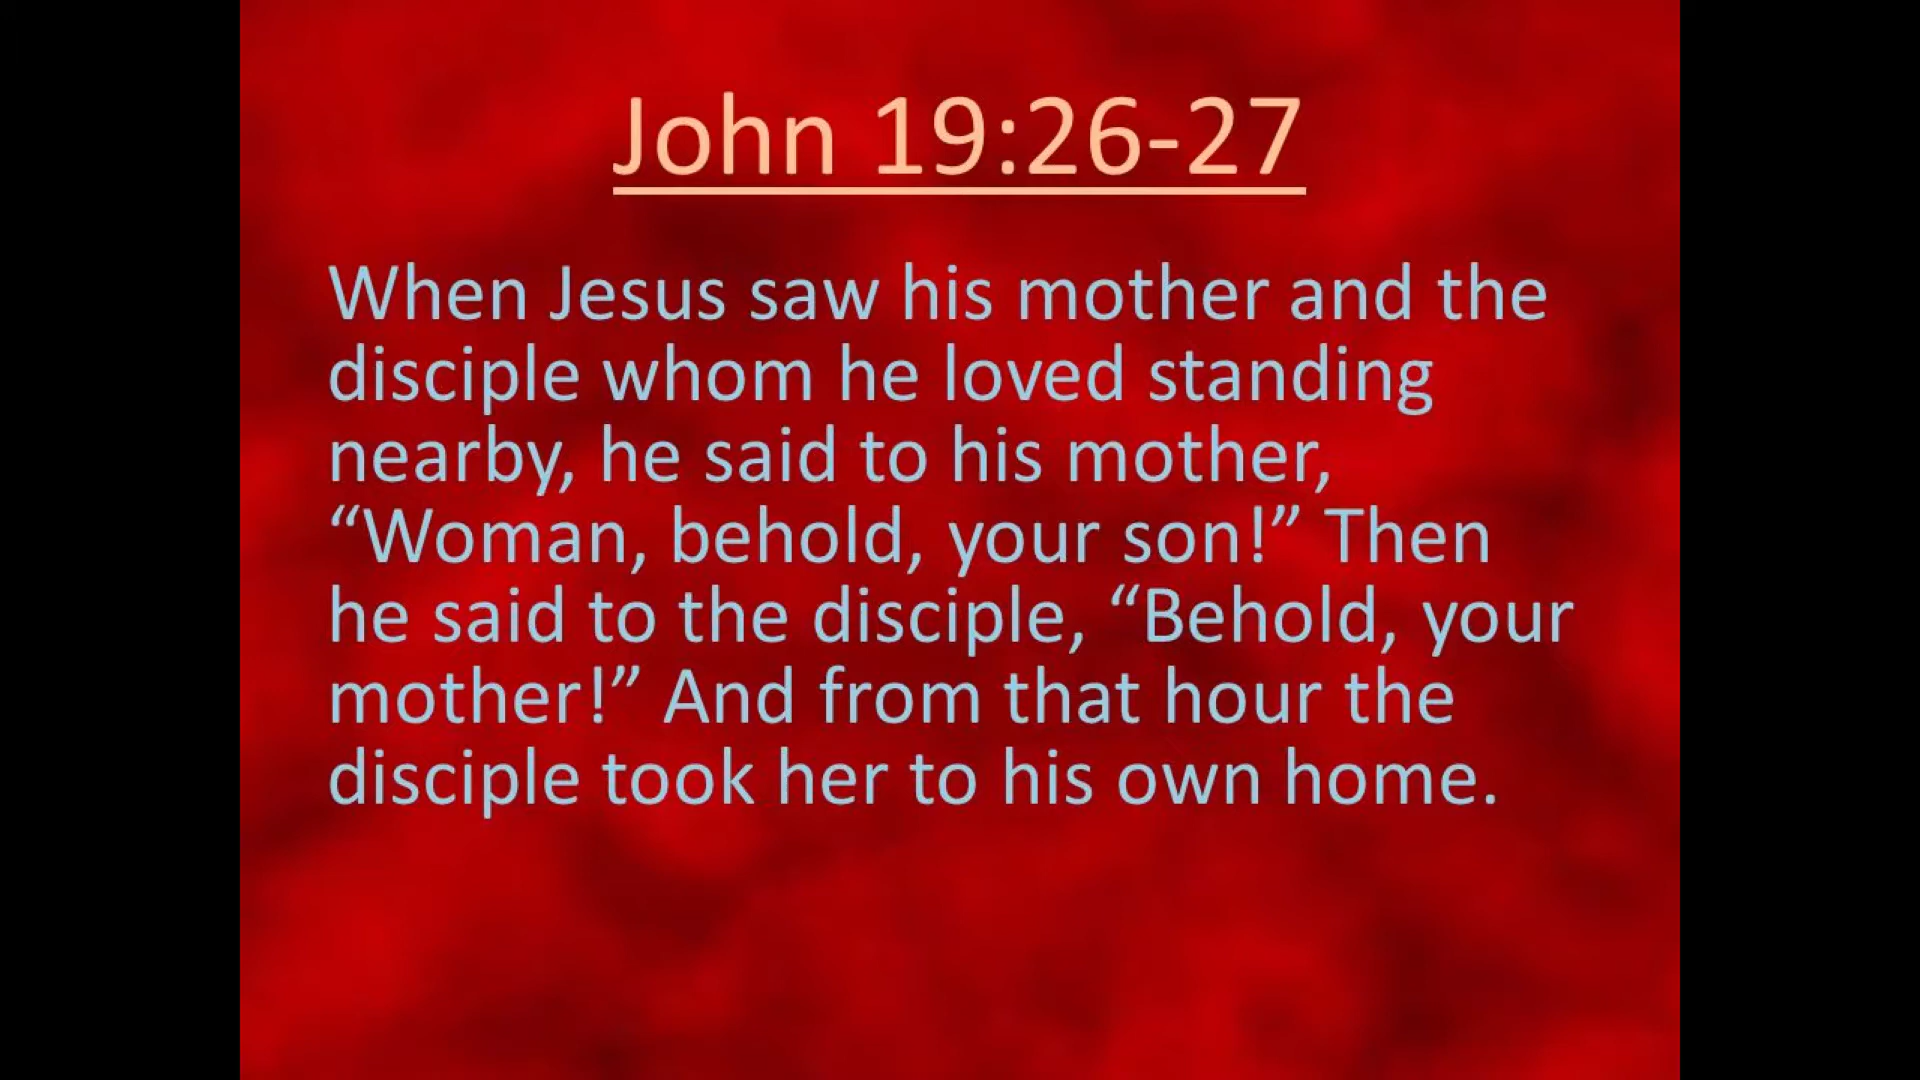 John 19:26-27
When Jesus saw his mother and the
disciple whom he loved standing
nearby, he said to his mother,
“Woman, behold, your son!” Then
he said to the disciple, “Behold, your
mother!” And from that hour the
disciple took her to his own home.